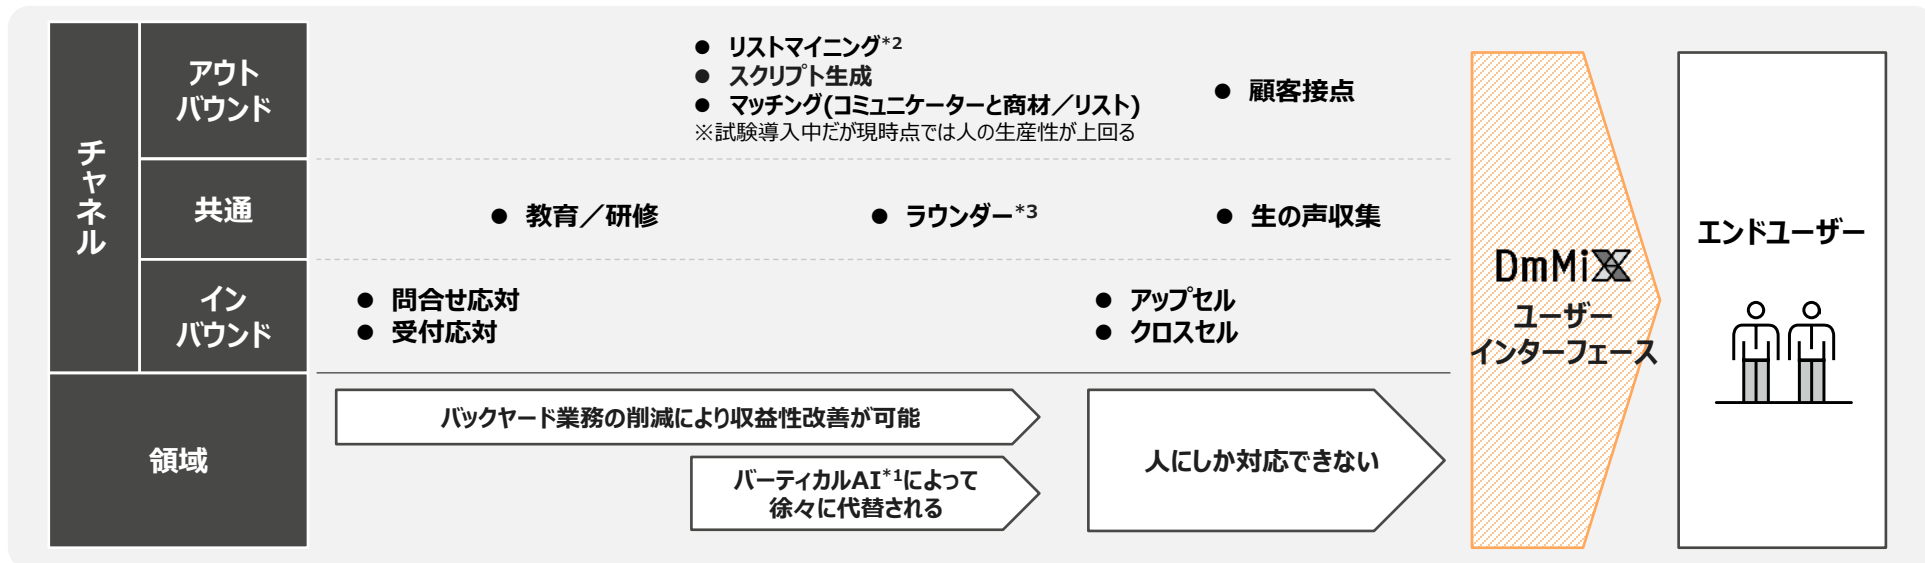 チャネル
アウト
バウンド
● リストマイニング*2
● スクリプト生成
● マッチング(コミュニケーターと商材／リスト)
※試験導入中だが現時点では人の生産性が上回る
● 顧客接点
共通
● 教育／研修
● ラウンダー*3
● 生の声収集
イン
バウンド
● 問合せ応対
● 受付応対
● アップセル
● クロスセル
領域
バックヤード業務の削減により収益性改善が可能
バーティカルAI*1によって
徐々に代替される
人にしか対応できない
DmMiX
ユーザー
インターフェース
エンドユーザー